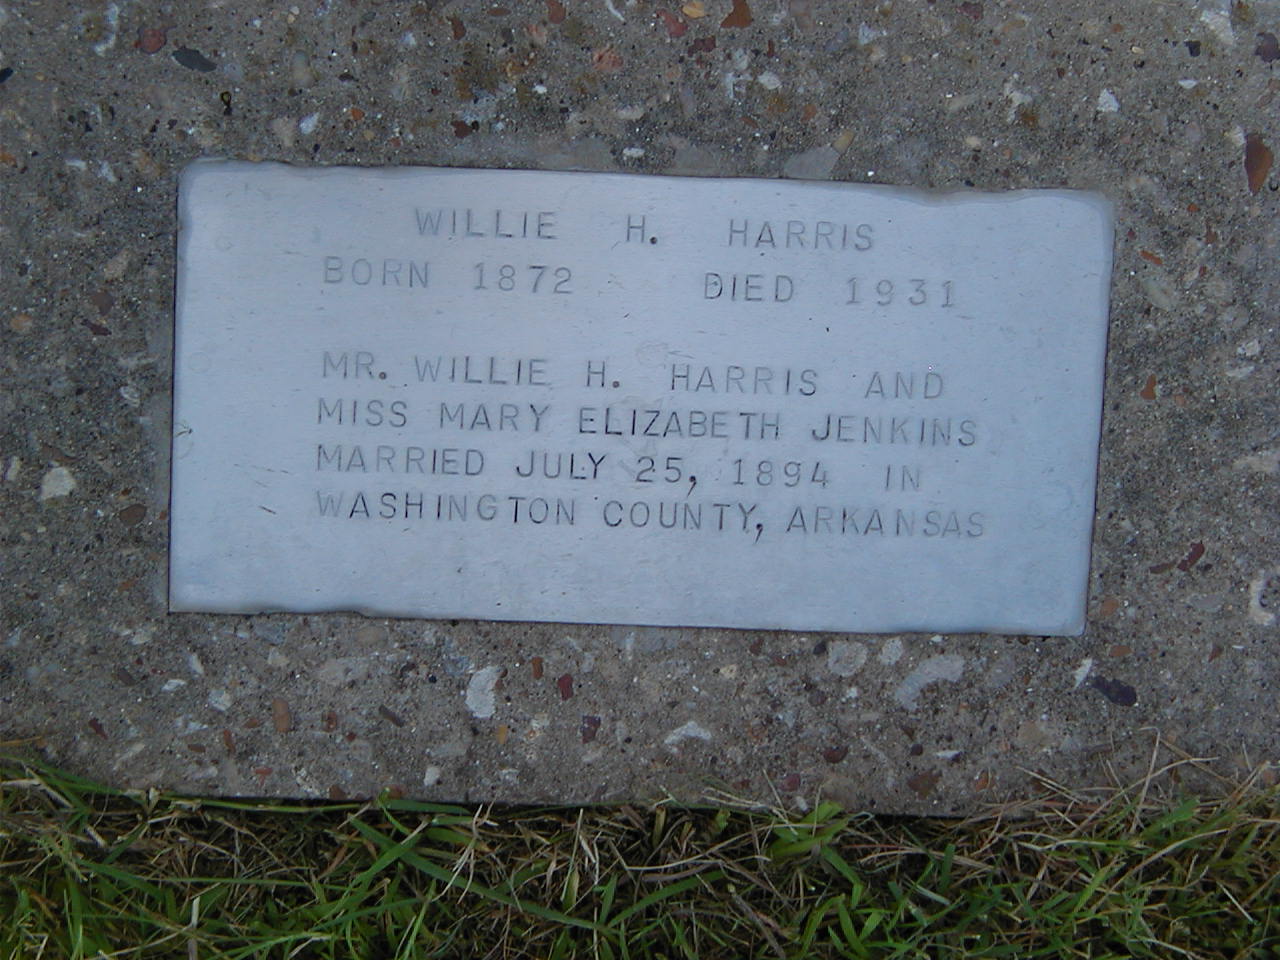 WILLIE H. HARRIS
BORN 1872 DIED 1931
MR. WILLIE H. HARRIS AND
MISS MARY ELIZABETH JENKINS
MARRIED JULY 25, 1894 IN
WASHINGTON COUNTY, ARKANSAS